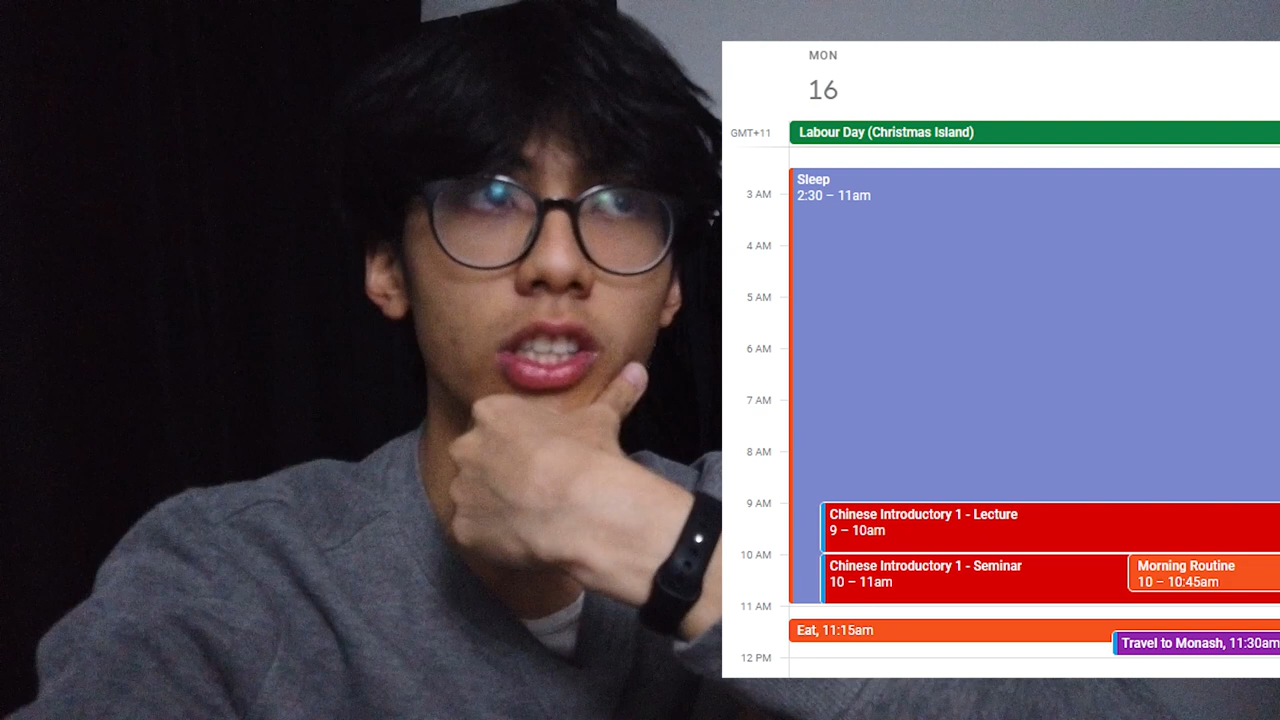 MON
16
GMT+11
Labour Day (Christmas Island)
Sleep
2:30 – 11am
3 AM
4 AM
5 AM
6 AM
7 AM
8 AM
9 AM
Chinese Introductory 1 - Lecture
9 – 10am
10 AM
Chinese Introductory 1 - Seminar
10 – 11am
Morning Routine
10 – 10:45am
11 AM
Eat, 11:15am
Travel to Monash, 11:30am
12 PM